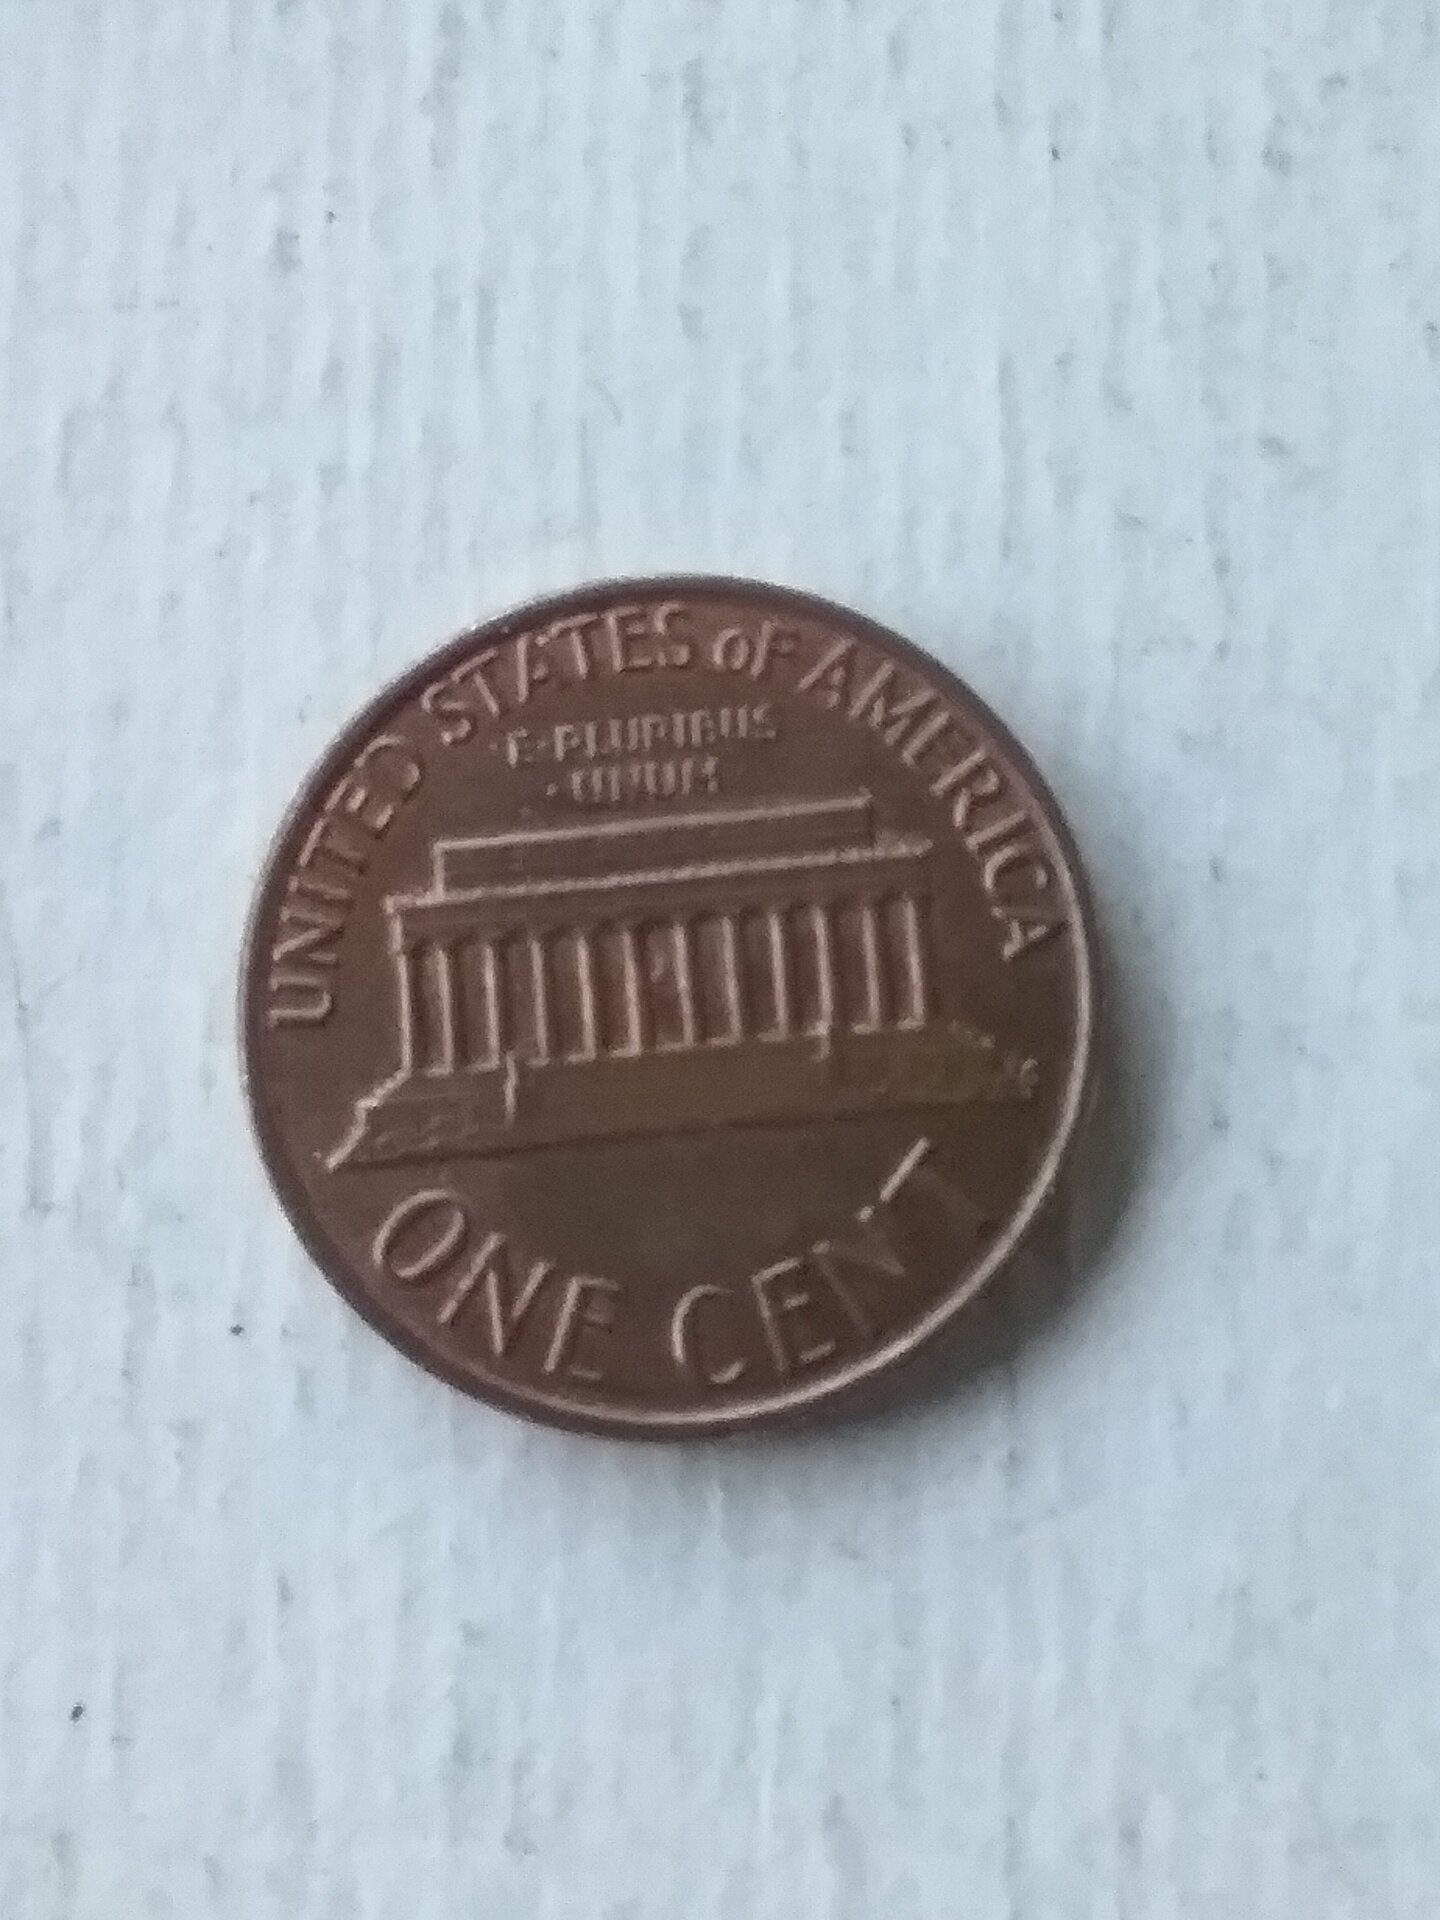 UNITED STATES of AMERICA
E·PLURIBUS
·UNUM·
ONE CENT